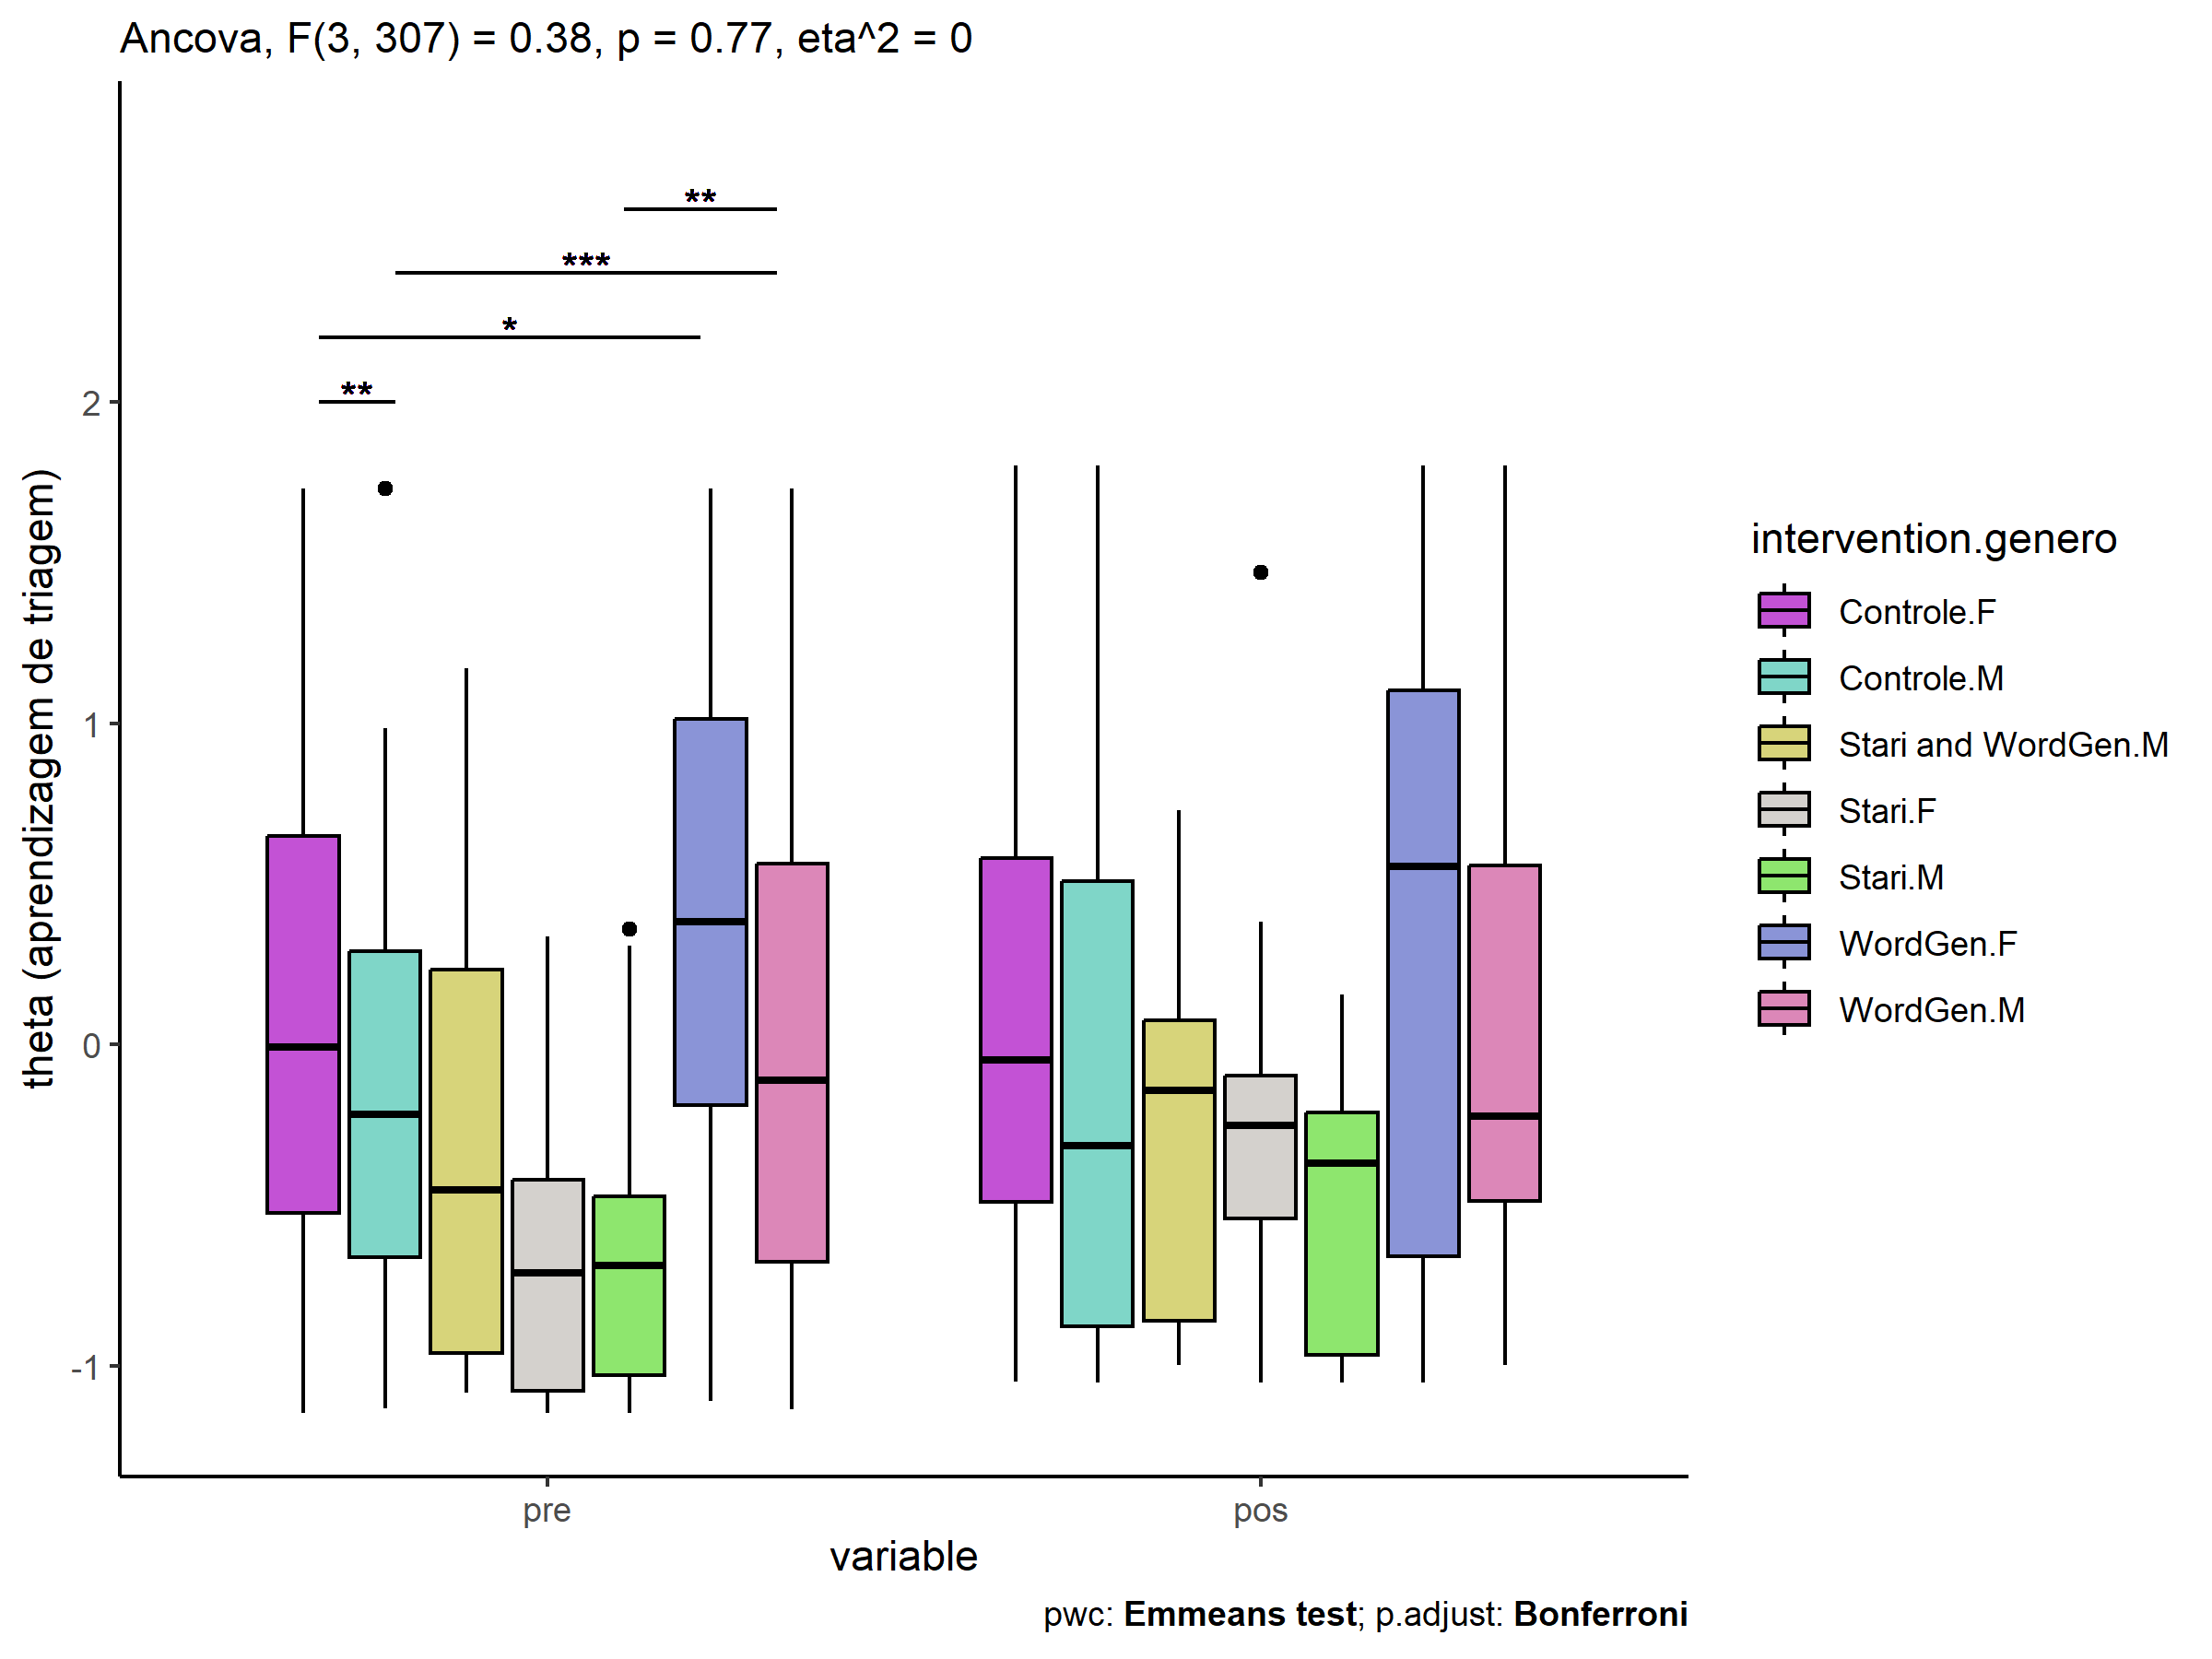 Ancova, F(3, 307) = 0.38, p = 0.77, eta^2 = 0
**
***
*
**
2
1
0
-1
theta (aprendizagem de triagem)
pre
pos
variable
intervention.genero
Controle.F
Controle.M
Stari and WordGen.M
Stari.F
Stari.M
WordGen.F
WordGen.M
pwc: Emmeans test; p.adjust: Bonferroni